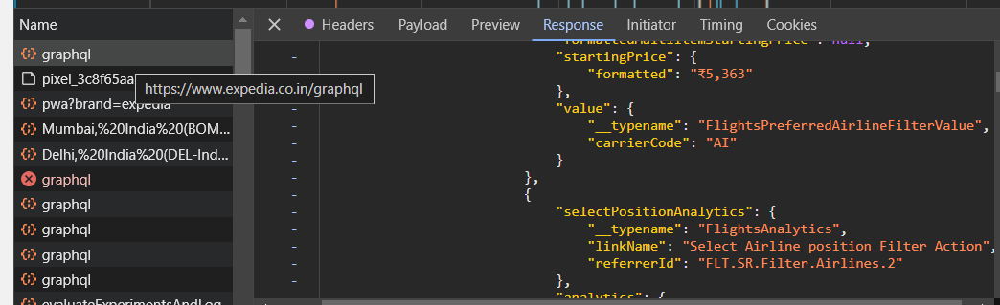 Name
Headers Payload Preview Response Initiator Timing Cookies
graphql
pixel_3c8f65aa
https://www.expedia.co.in/graphql
pwa?brand=expedia
Mumbai,%20India%20(BOM...
Delhi,%20India%20(DEL-Ind...
graphql
graphql
graphql
graphql
graphql
evaluateExperimentsAndLog
"formattedMultiItemStartingPrice": null,
- "startingPrice": {
- "formatted": "₹5,363"
- },
- "value": {
- "__typename": "FlightsPreferredAirlineFilterValue",
- "carrierCode": "AI"
- }
- },
- {
- "selectPositionAnalytics": {
- "__typename": "FlightsAnalytics",
- "linkName": "Select Airline position Filter Action",
- "referrerId": "FLT.SR.Filter.Airlines.2"
- },
- "analytics": {